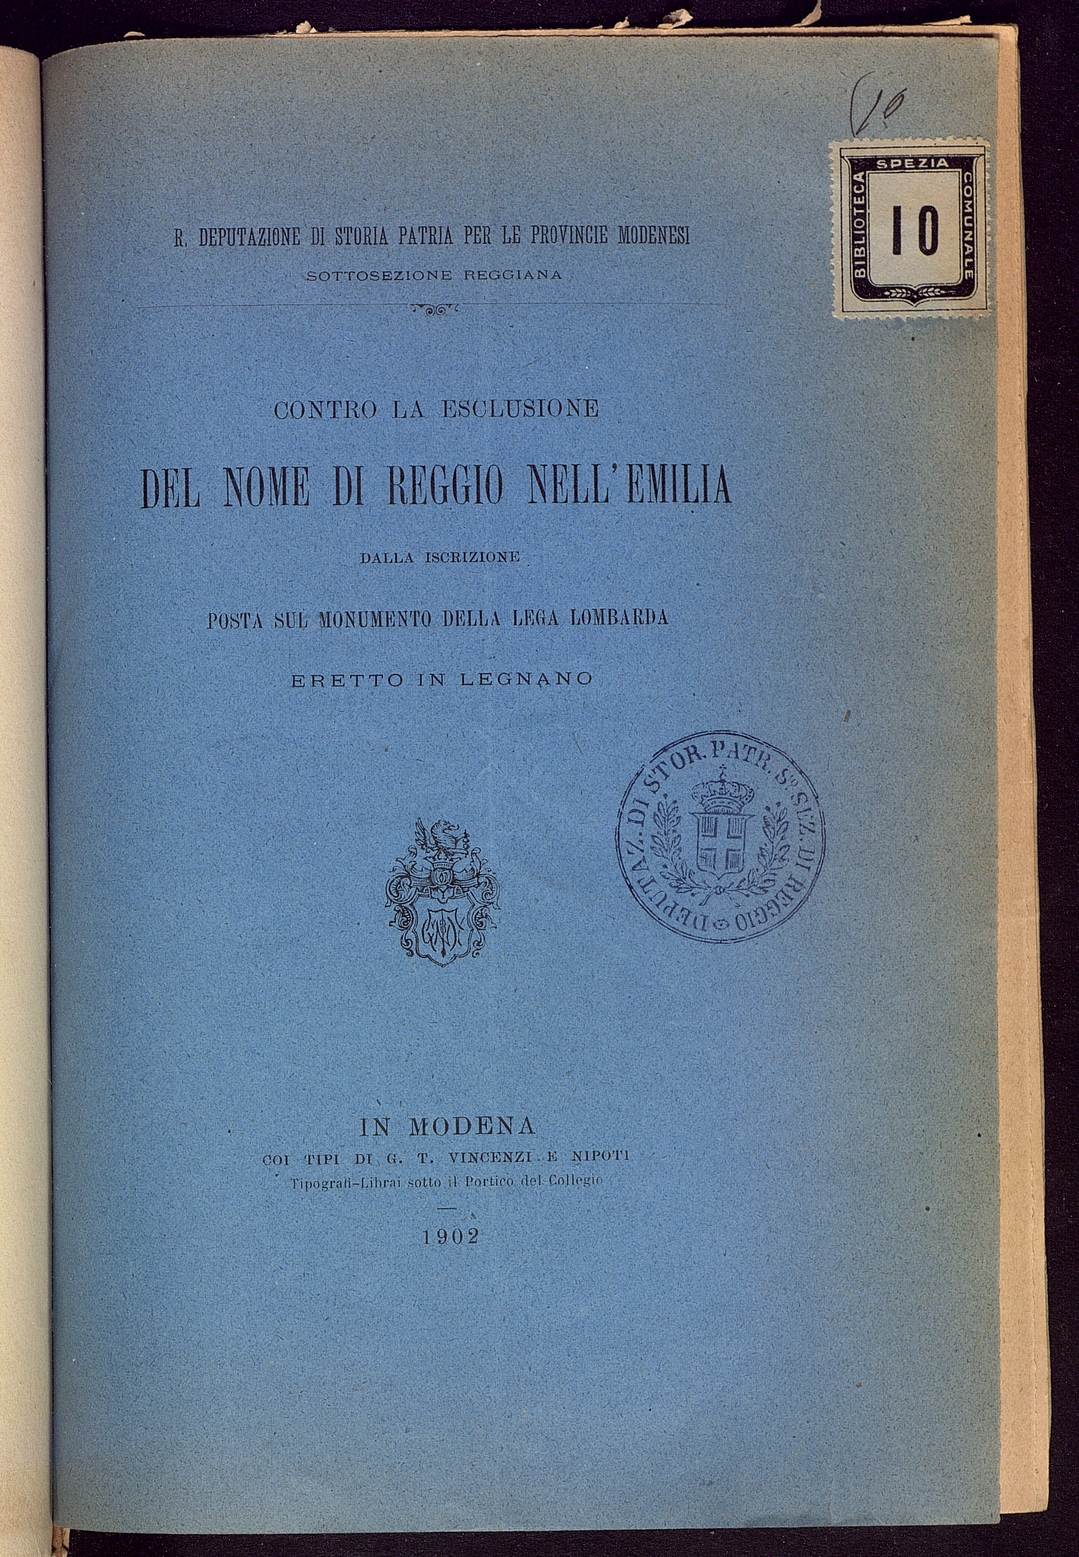 10
BIBLIOTECA SPEZIA COMUNALE
10
R. DEPUTAZIONE DI STORIA PATRIA PER LE PROVINCIE MODENESI
SOTTOSEZIONE REGGIANA
CONTRO LA ESCLUSIONE
DEL NOME DI REGGIO NELL'EMILIA
DALLA ISCRIZIONE
POSTA SUL MONUMENTO DELLA LEGA LOMBARDA
ERETTO IN LEGNANO
DEPUTAZ. DI STOR. PATR. So SEZ. DI REGGIO
IN MODENA
COI TIPI DI G. T. VINCENZI E NIPOTI
Tipografi-Librai sotto il Portico del Collegio
1902